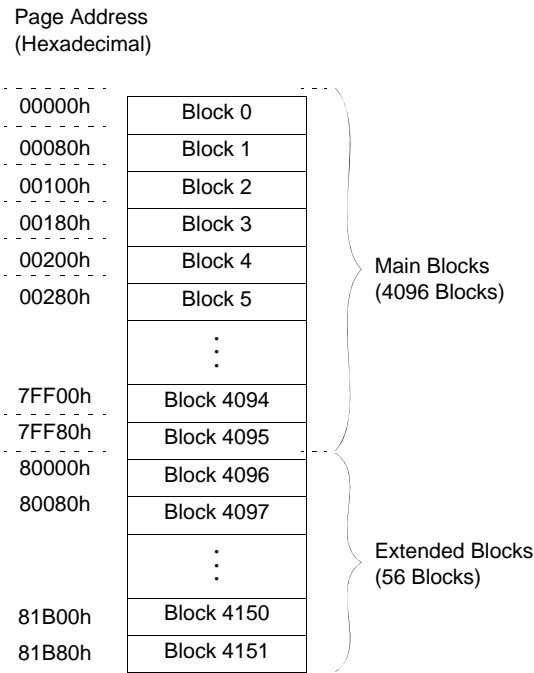 Page Address
(Hexadecimal)
00000h Block 0
00080h Block 1
00100h Block 2
00180h Block 3
00200h Block 4
00280h Block 5
Main Blocks
(4096 Blocks)
7FF00h Block 4094
7FF80h Block 4095
80000h Block 4096
80080h Block 4097
Extended Blocks
(56 Blocks)
81B00h Block 4150
81B80h Block 4151